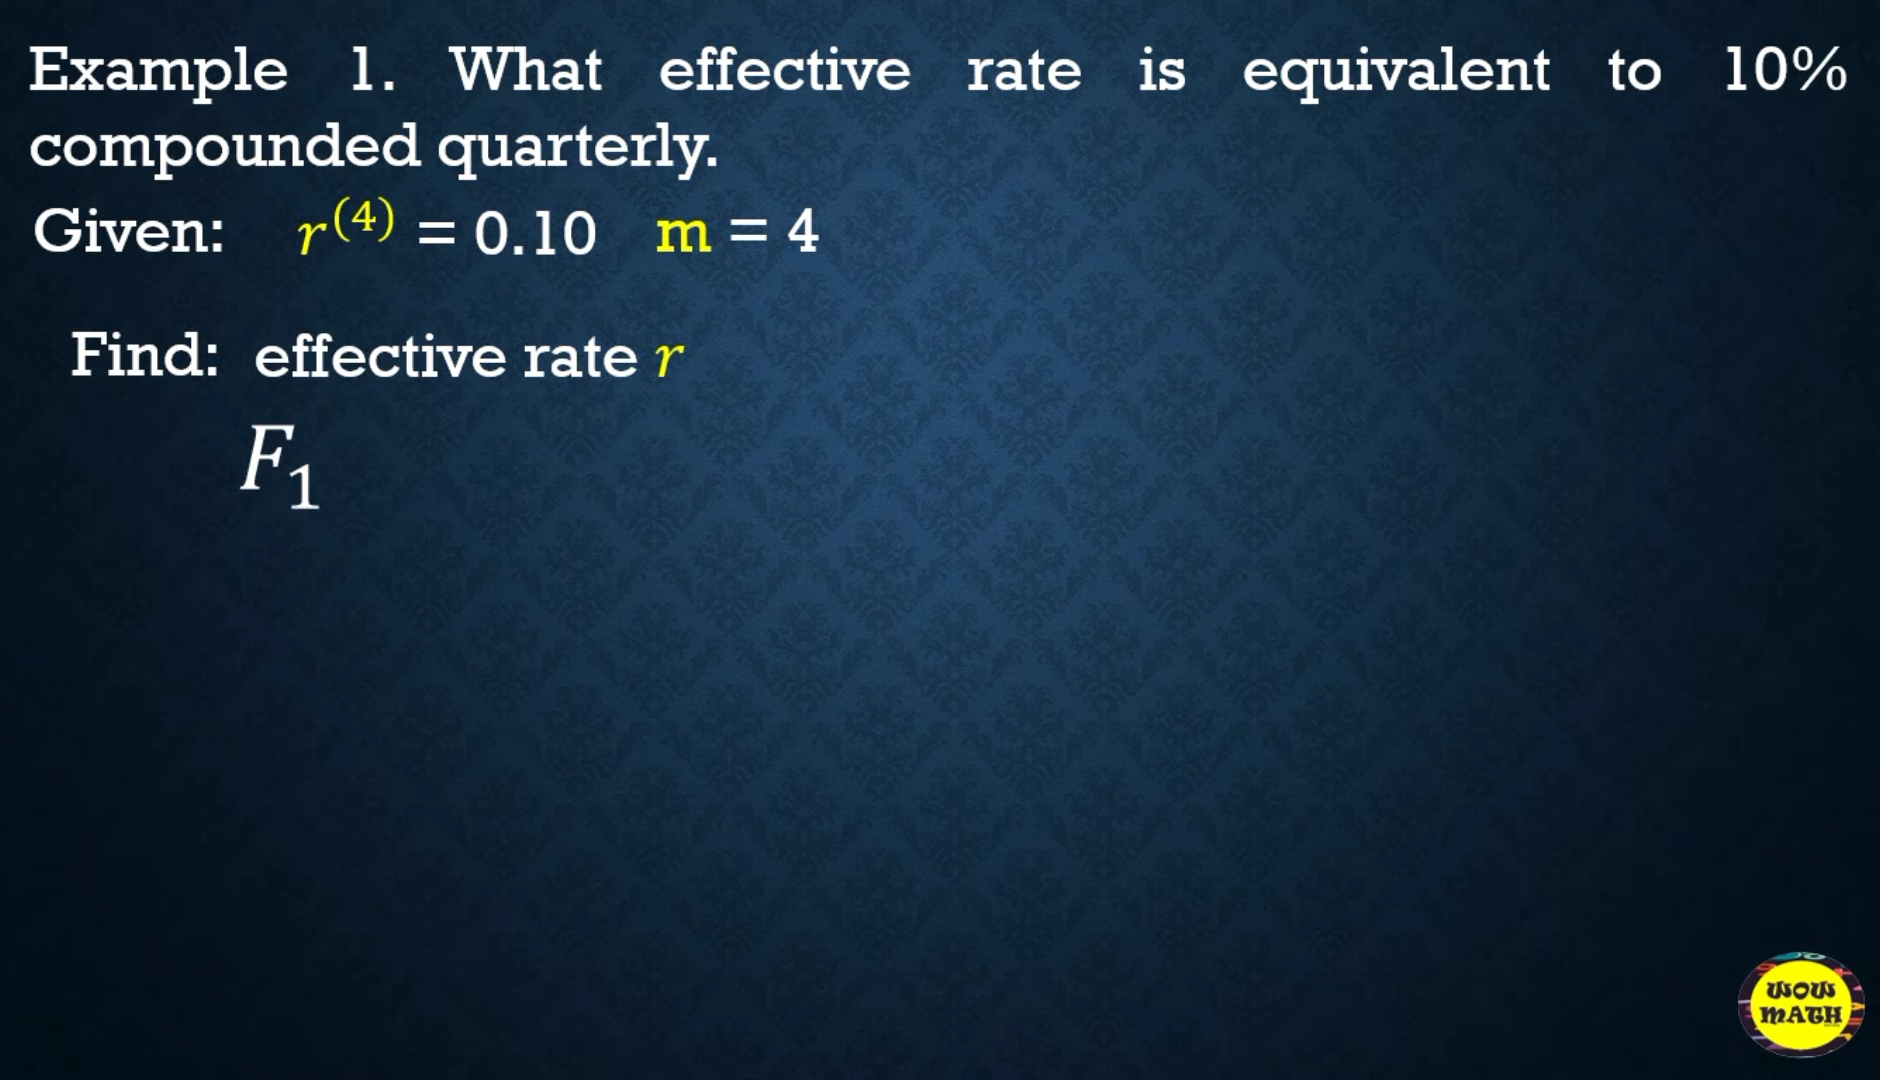 Example 1. What effective rate is equivalent to 10%
compounded quarterly.
Given: r⁽⁴⁾ = 0.10 m = 4
Find: effective rate r
F₁
WOW
MATH